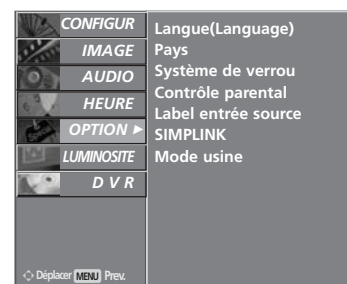 CONFIGUR
IMAGE
AUDIO
HEURE
OPTION ►
LUMINOSITE
D V R
Langue(Language)
Pays
Système de verrou
Contrôle parental
Label entrée source
SIMPLINK
Mode usine
Déplacer MENU Prev.